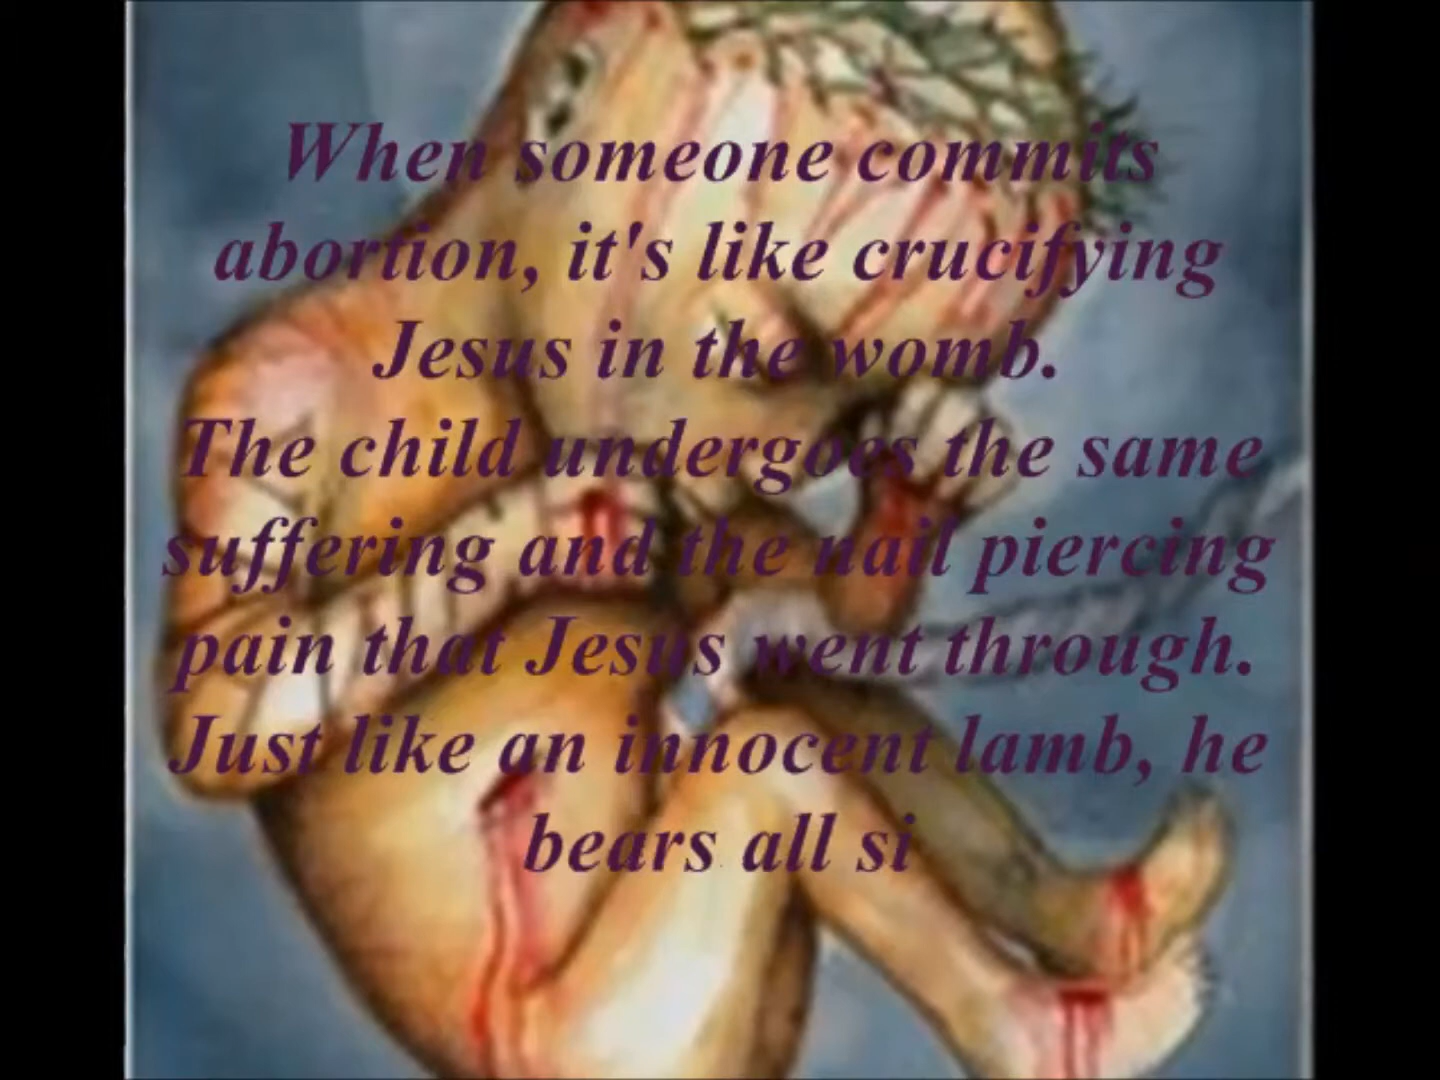 When someone commits
abortion, it's like crucifying
Jesus in the womb.
The child undergoes the same
suffering and the nail piercing
pain that Jesus went through.
Just like an innocent lamb, he
bears all si